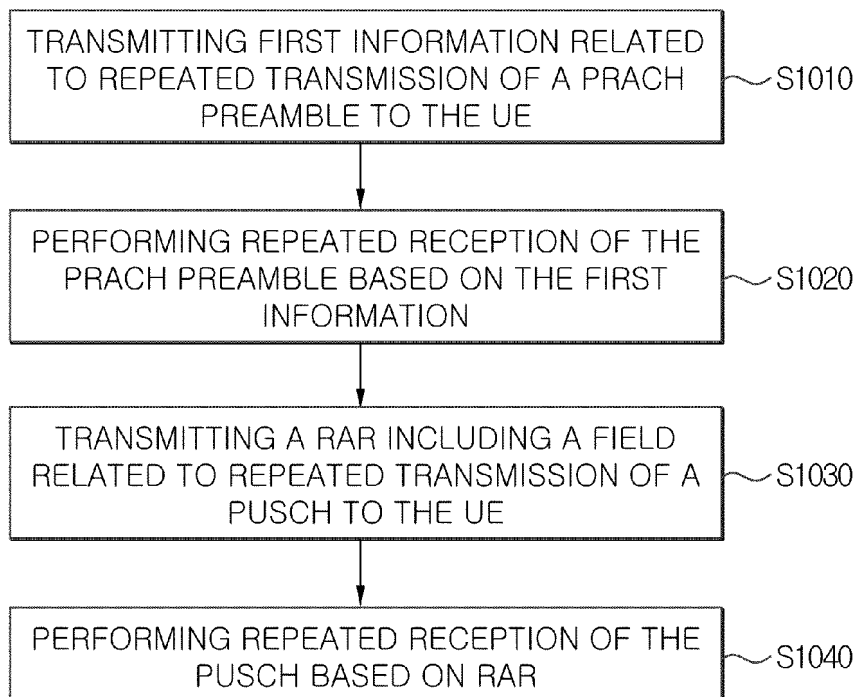 TRANSMITTING FIRST INFORMATION RELATED
TO REPEATED TRANSMISSION OF A PRACH
PREAMBLE TO THE UE
S1010
PERFORMING REPEATED RECEPTION OF THE
PRACH PREAMBLE BASED ON THE FIRST
INFORMATION
S1020
TRANSMITTING A RAR INCLUDING A FIELD
RELATED TO REPEATED TRANSMISSION OF A
PUSCH TO THE UE
S1030
PERFORMING REPEATED RECEPTION OF THE
PUSCH BASED ON RAR
S1040